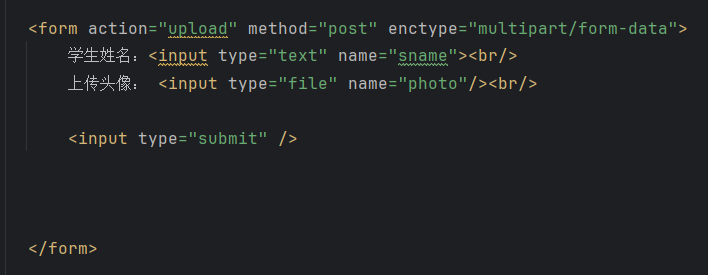 <form action="upload" method="post" enctype="multipart/form-data">
学生姓名：<input type="text" name="sname"><br/>
上传头像： <input type="file" name="photo"/><br/>
<input type="submit" />
</form>